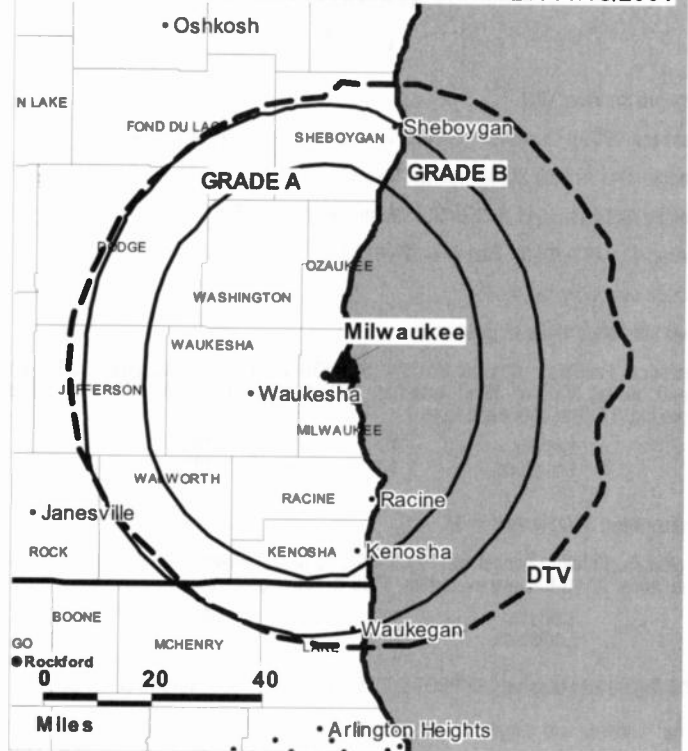 Oshkosh
N LAKE
FOND DU LAC
SHEBOYGAN
Sheboygan
GRADE A
GRADE B
DODGE
OZAUKEE
WASHINGTON
Milwaukee
WAUKESHA
JEFFERSON
Waukesha
MILWAUKEE
WALWORTH
RACINE
Racine
Janesville
ROCK
KENOSHA
Kenosha
DTV
BOONE
Waukegan
GO
MCHENRY
LAKE
Rockford
0 20 40
Miles
Arlington Heights